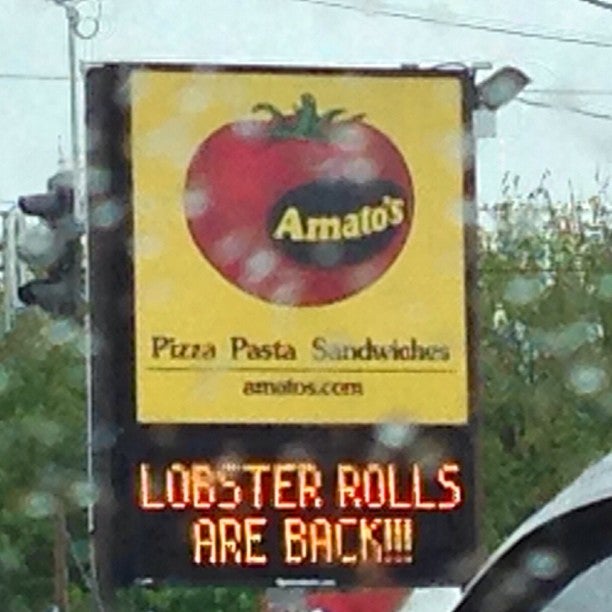 Amato's
Pizza Pasta Sandwiches
amatos.com
LOBSTER ROLLS
ARE BACK!!!